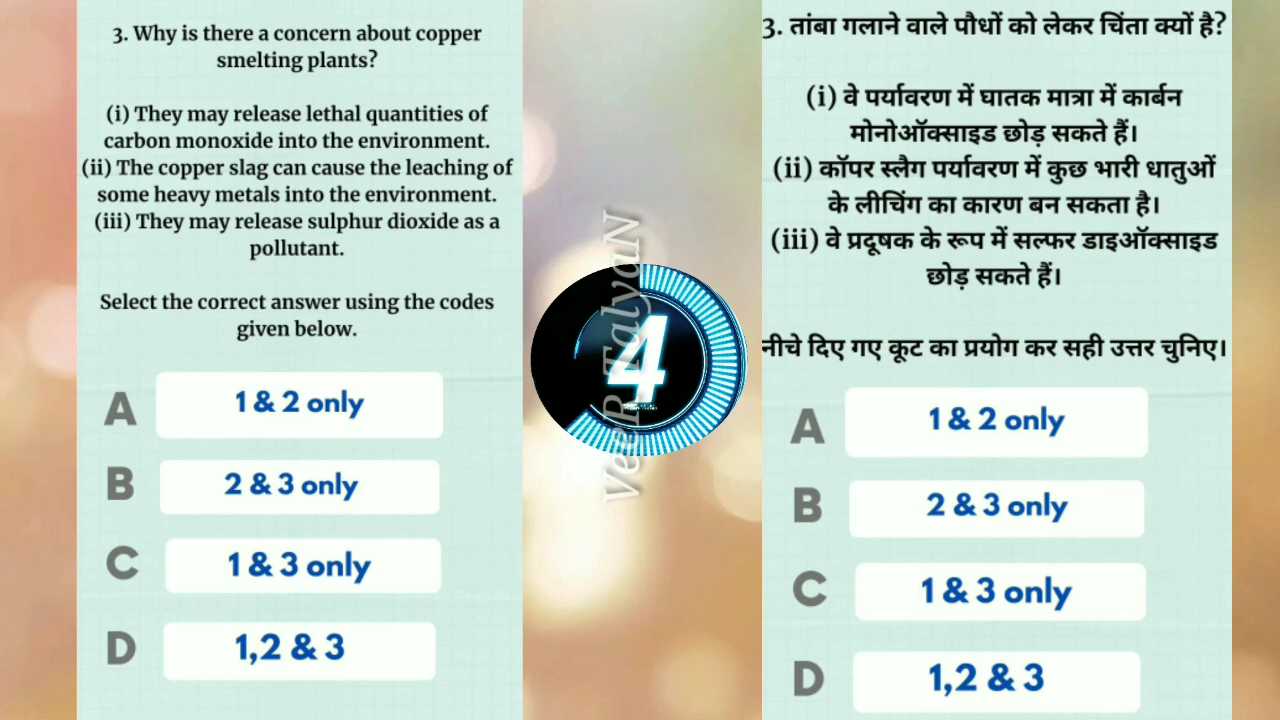 3. Why is there a concern about copper
smelting plants?
(i) They may release lethal quantities of
carbon monoxide into the environment.
(ii) The copper slag can cause the leaching of
some heavy metals into the environment.
(iii) They may release sulphur dioxide as a
pollutant.
Select the correct answer using the codes
given below.
A 1 & 2 only
B 2 & 3 only
C 1 & 3 only
D 1,2 & 3
4
VeeR TalyaN
3. तांबा गलाने वाले पौधों को लेकर चिंता क्यों है?
(i) वे पर्यावरण में घातक मात्रा में कार्बन
मोनोऑक्साइड छोड़ सकते हैं।
(ii) कॉपर स्लैग पर्यावरण में कुछ भारी धातुओं
के लीचिंग का कारण बन सकता है।
(iii) वे प्रदूषक के रूप में सल्फर डाइऑक्साइड
छोड़ सकते हैं।
नीचे दिए गए कूट का प्रयोग कर सही उत्तर चुनिए।
A 1 & 2 only
B 2 & 3 only
C 1 & 3 only
D 1,2 & 3